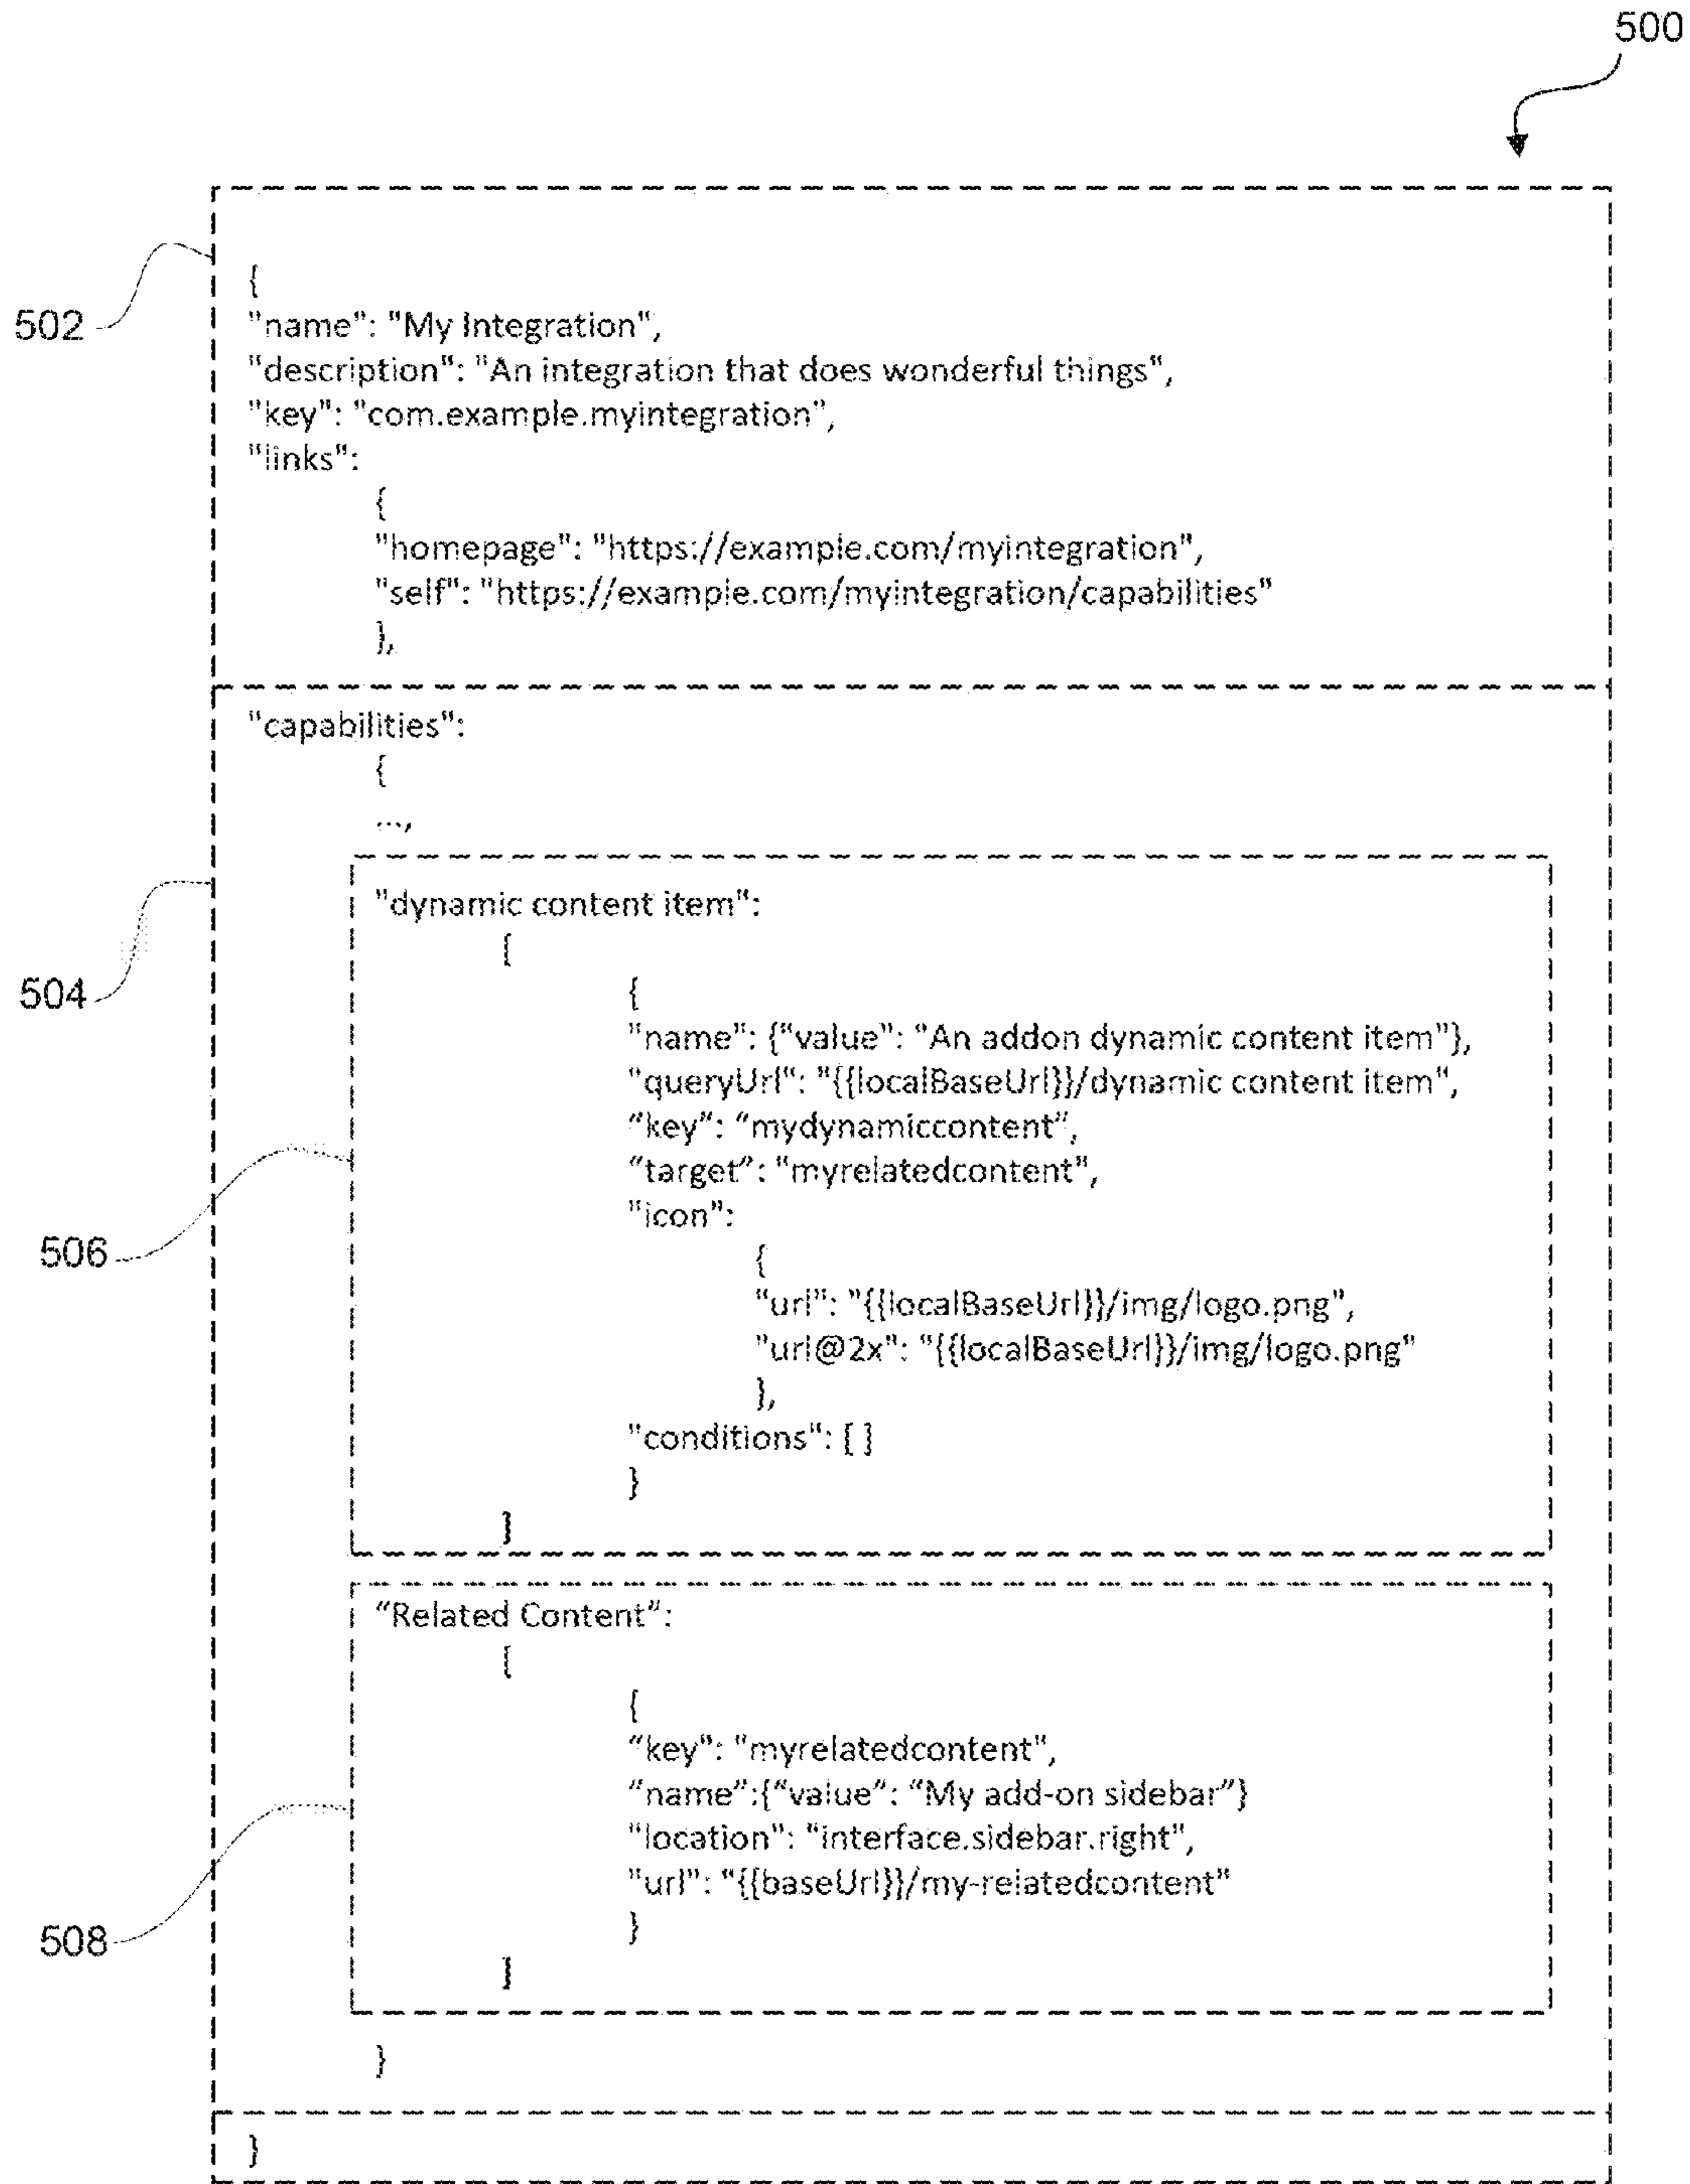 500
502
{
"name": "My Integration",
"description": "An integration that does wonderful things",
"key": "com.example.myintegration",
"links":
{
"homepage": "https://example.com/myintegration",
"self": "https://example.com/myintegration/capabilities"
},
504
"capabilities":
{
...,
506
"dynamic content item":
[
{
"name": {"value": "An addon dynamic content item"},
"queryUrl": "{{localBaseUrl}}/dynamic content item",
“key”: “mydynamiccontent”,
“target”: "myrelatedcontent",
"icon":
{
"url": "{{localBaseUrl}}/img/logo.png",
"url@2x": "{{localBaseUrl}}/img/logo.png"
},
"conditions": [ ]
}
]
508
“Related Content”:
[
{
“key": "myrelatedcontent",
“name”:{“value”: “My add-on sidebar”}
"location": "interface.sidebar.right",
"url": "{{baseUrl}}/my-relatedcontent"
}
]
}
}